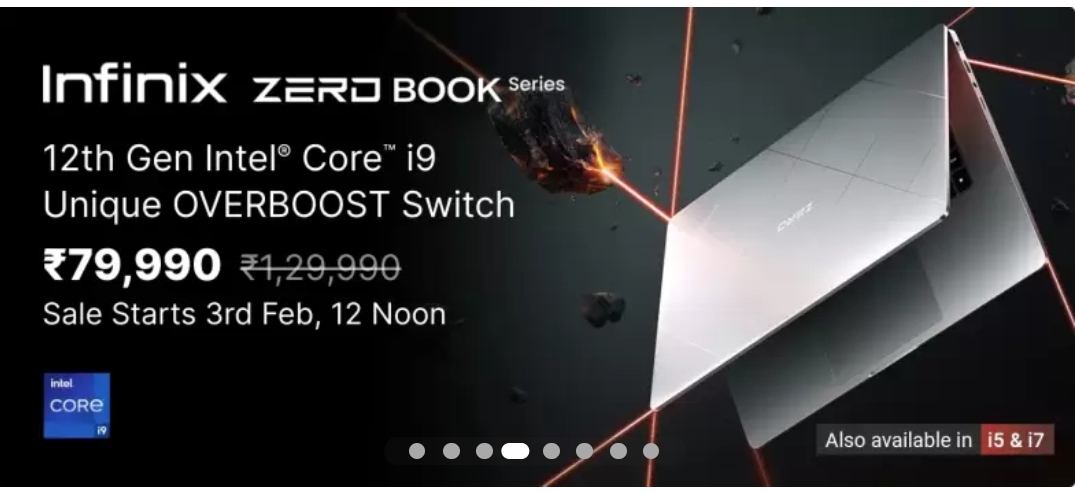 Infinix ZERO BOOK Series
12th Gen Intel® Core™ i9
Unique OVERBOOST Switch
₹79,990 ₹1,29,990
Sale Starts 3rd Feb, 12 Noon
intel
CORE
i9
ZERO
Also available in i5 & i7